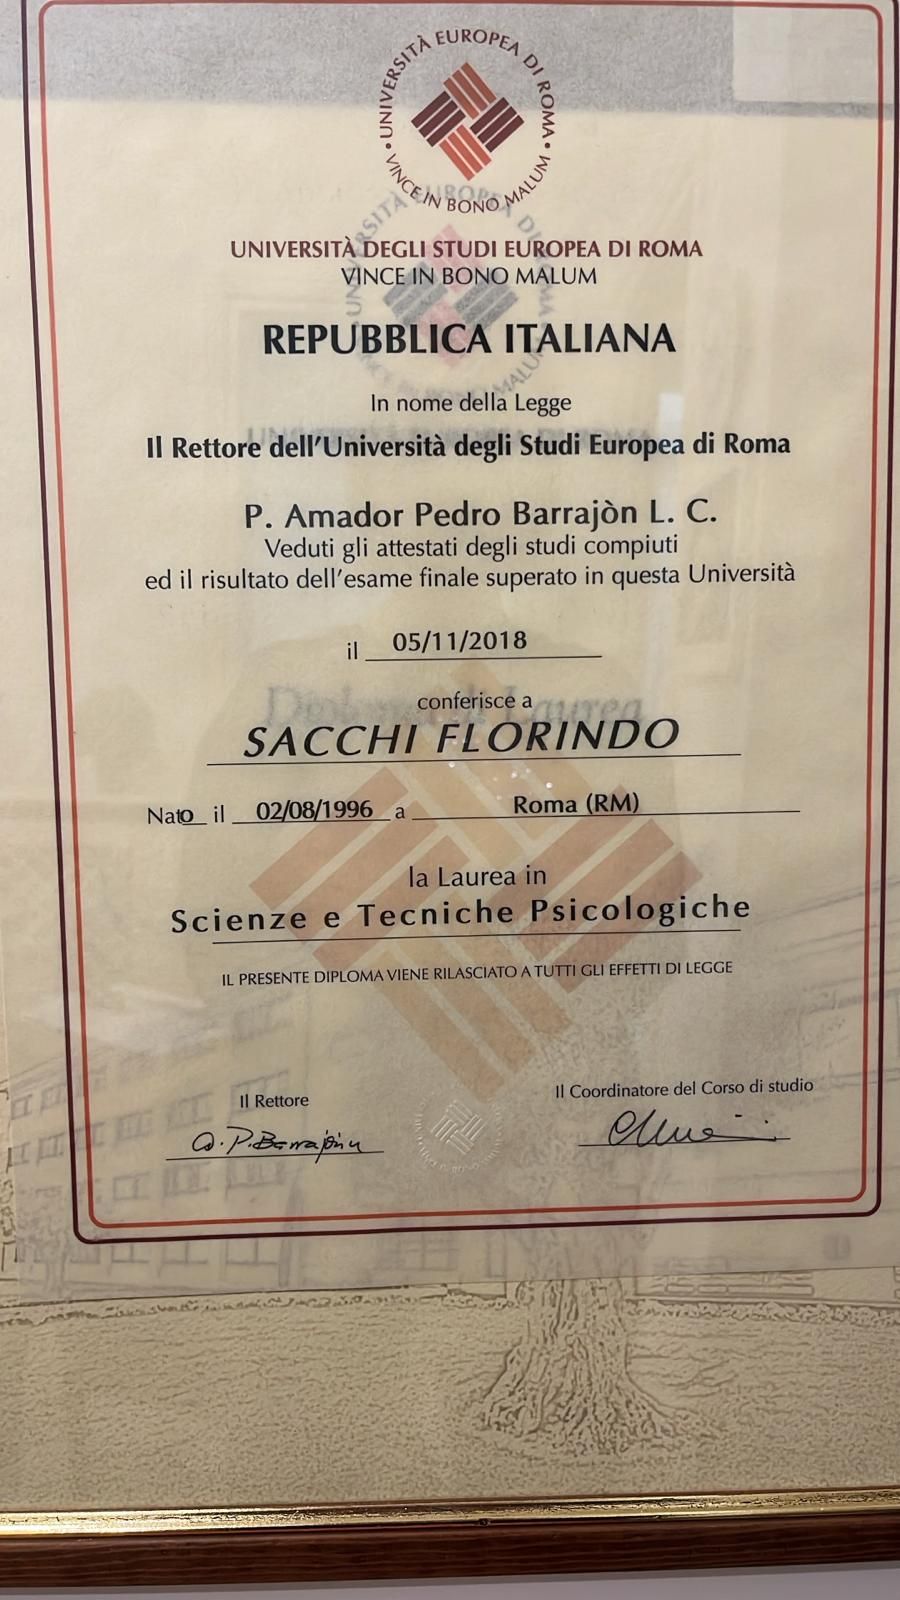 UNIVERSITÀ EUROPEA DI ROMA
VINCE IN BONO MALUM
UNIVERSITÀ DEGLI STUDI EUROPEA DI ROMA
VINCE IN BONO MALUM
REPUBBLICA ITALIANA
In nome della Legge
Il Rettore dell'Università degli Studi Europea di Roma
P. Amador Pedro Barrajòn L. C.
Veduti gli attestati degli studi compiuti
ed il risultato dell'esame finale superato in questa Università
il 05/11/2018
conferisce a
Diploma di Laurea
SACCHI FLORINDO
Nato il 02/08/1996 a Roma (RM)
la Laurea in
Scienze e Tecniche Psicologiche
IL PRESENTE DIPLOMA VIENE RILASCIATO A TUTTI GLI EFFETTI DI LEGGE
Il Rettore
Il Coordinatore del Corso di studio